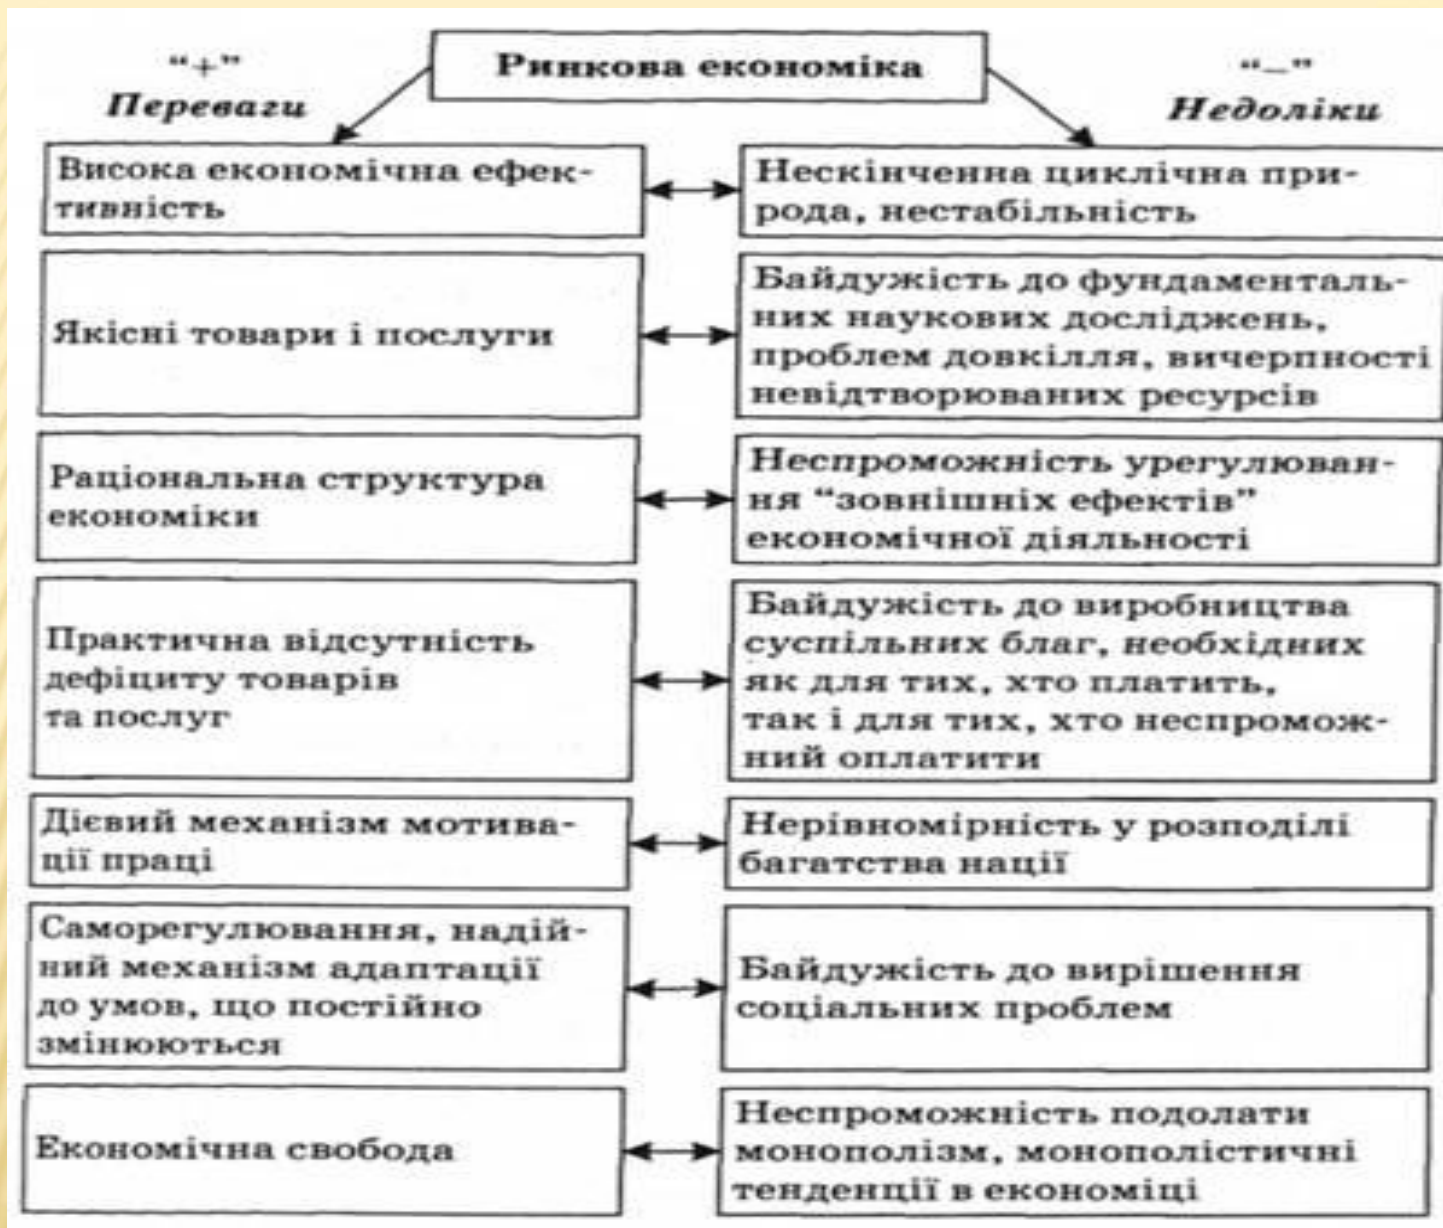 Ринкова економіка
“+”
Переваги
“–”
Недоліки
Висока економічна ефек-
тивність
Нескінченна циклічна при-
рода, нестабільність
Якісні товари і послуги
Байдужість до фундаменталь-
них наукових досліджень,
проблем довкілля, вичерпності
невідтворюваних ресурсів
Раціональна структура
економіки
Неспроможність урегулюван-
ня “зовнішніх ефектів”
економічної діяльності
Практична відсутність
дефіциту товарів
та послуг
Байдужість до виробництва
суспільних благ, необхідних
як для тих, хто платить,
так і для тих, хто неспромож-
ний оплатити
Дієвий механізм мотива-
ції праці
Нерівномірність у розподілі
багатства нації
Саморегулювання, надій-
ний механізм адаптації
до умов, що постійно
змінюються
Байдужість до вирішення
соціальних проблем
Економічна свобода
Неспроможність подолати
монополізм, монополістичні
тенденції в економіці